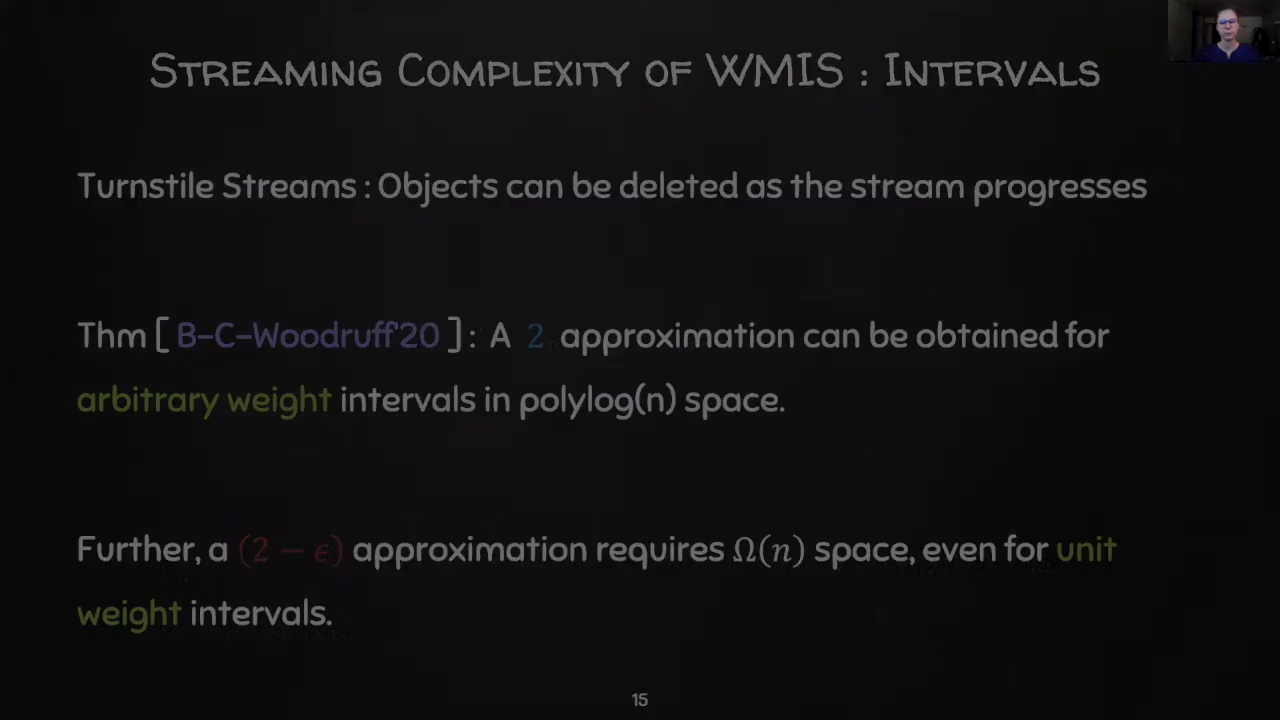 STREAMING COMPLEXITY OF WMIS : INTERVALS
Turnstile Streams : Objects can be deleted as the stream progresses
Thm [ B-C-Woodruff'20 ] : A 2 approximation can be obtained for
arbitrary weight intervals in polylog(n) space.
Further, a (2 − ϵ) approximation requires Ω(n) space, even for unit
weight intervals.
15